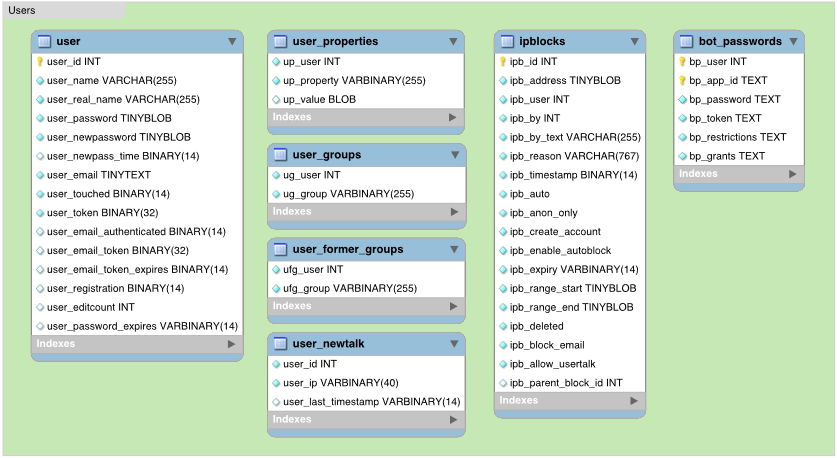 Users
user
user_id INT
user_name VARCHAR(255)
user_real_name VARCHAR(255)
user_password TINYBLOB
user_newpassword TINYBLOB
user_newpass_time BINARY(14)
user_email TINYTEXT
user_touched BINARY(14)
user_token BINARY(32)
user_email_authenticated BINARY(14)
user_email_token BINARY(32)
user_email_token_expires BINARY(14)
user_registration BINARY(14)
user_editcount INT
user_password_expires VARBINARY(14)
Indexes
user_properties
up_user INT
up_property VARBINARY(255)
up_value BLOB
Indexes
user_groups
ug_user INT
ug_group VARBINARY(255)
Indexes
user_former_groups
ufg_user INT
ufg_group VARBINARY(255)
Indexes
user_newtalk
user_id INT
user_ip VARBINARY(40)
user_last_timestamp VARBINARY(14)
Indexes
ipblocks
ipb_id INT
ipb_address TINYBLOB
ipb_user INT
ipb_by INT
ipb_by_text VARCHAR(255)
ipb_reason VARCHAR(767)
ipb_timestamp BINARY(14)
ipb_auto
ipb_anon_only
ipb_create_account
ipb_enable_autoblock
ipb_expiry VARBINARY(14)
ipb_range_start TINYBLOB
ipb_range_end TINYBLOB
ipb_deleted
ipb_block_email
ipb_allow_usertalk
ipb_parent_block_id INT
Indexes
bot_passwords
bp_user INT
bp_app_id TEXT
bp_password TEXT
bp_token TEXT
bp_restrictions TEXT
bp_grants TEXT
Indexes